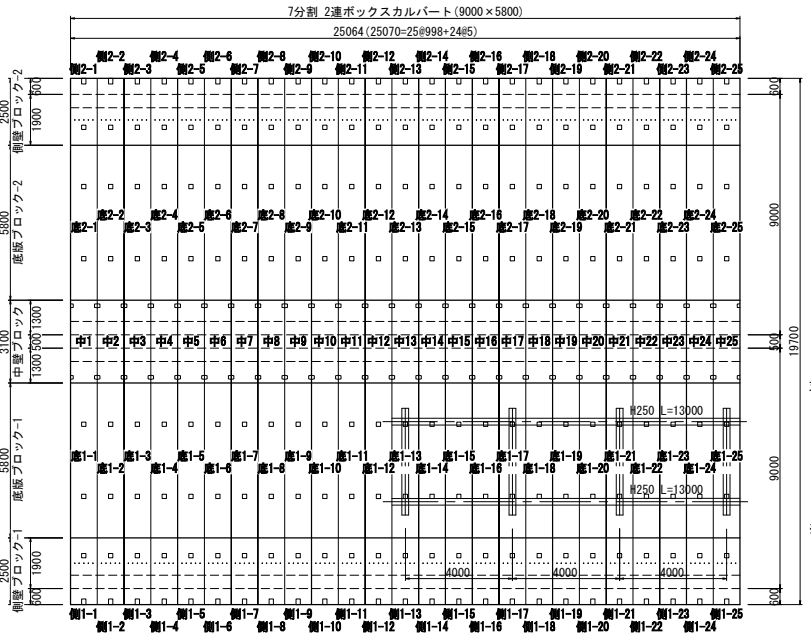 7分割 2連ボックスカルバート(9000×5800)
25064(25070=25@998+24@5)
側2-2 側2-4 側2-6 側2-8 側2-10 側2-12 側2-14 側2-16 側2-18 側2-20 側2-22 側2-24
側2-1 側2-3 側2-5 側2-7 側2-9 側2-11 側2-13 側2-15 側2-17 側2-19 側2-21 側2-23 側2-25
側壁ブロック-2
2500
600
1900
600
底版ブロック-2
5800
9000
底2-2 底2-4 底2-6 底2-8 底2-10 底2-12 底2-14 底2-16 底2-18 底2-20 底2-22 底2-24
底2-1 底2-3 底2-5 底2-7 底2-9 底2-11 底2-13 底2-15 底2-17 底2-19 底2-21 底2-23 底2-25
中壁ブロック
3100
1300
500
1300
500
19700
中1 中2 中3 中4 中5 中6 中7 中8 中9 中10 中11 中12 中13 中14 中15 中16 中17 中18 中19 中20 中21 中22 中23 中24 中25
H250 L=13000
底版ブロック-1
5800
9000
底1-1 底1-3 底1-5 底1-7 底1-9 底1-11 底1-13 底1-15 底1-17 底1-19 底1-21 底1-23 底1-25
底1-2 底1-4 底1-6 底1-8 底1-10 底1-12 底1-14 底1-16 底1-18 底1-20 底1-22 底1-24
H250 L=13000
側壁ブロック-1
2500
1900
600
600
4000 4000 4000
側1-1 側1-3 側1-5 側1-7 側1-9 側1-11 側1-13 側1-15 側1-17 側1-19 側1-21 側1-23 側1-25
側1-2 側1-4 側1-6 側1-8 側1-10 側1-12 側1-14 側1-16 側1-18 側1-20 側1-22 側1-24